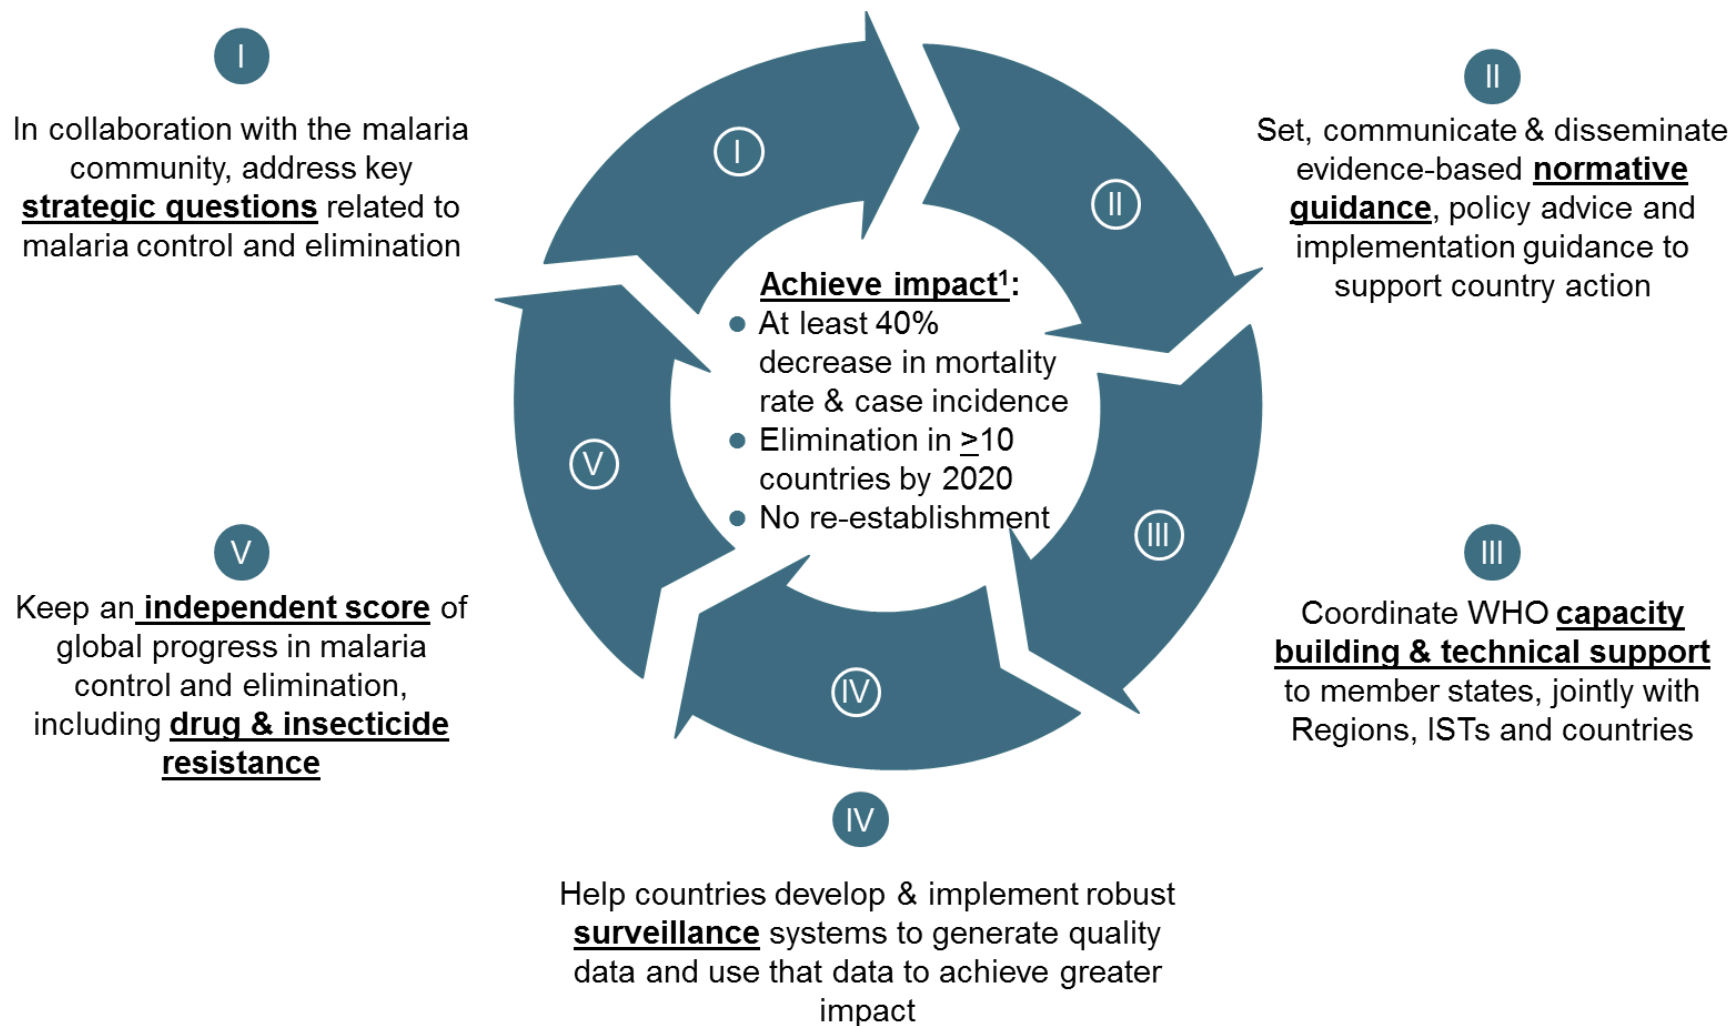 I
In collaboration with the malaria
community, address key
strategic questions related to
malaria control and elimination
II
Set, communicate & disseminate
evidence-based normative
guidance, policy advice and
implementation guidance to
support country action
I
II
III
IV
V
Achieve impact¹:
● At least 40%
decrease in mortality
rate & case incidence
● Elimination in ≥10
countries by 2020
● No re-establishment
III
Coordinate WHO capacity
building & technical support
to member states, jointly with
Regions, ISTs and countries
IV
Help countries develop & implement robust
surveillance systems to generate quality
data and use that data to achieve greater
impact
V
Keep an independent score of
global progress in malaria
control and elimination,
including drug & insecticide
resistance